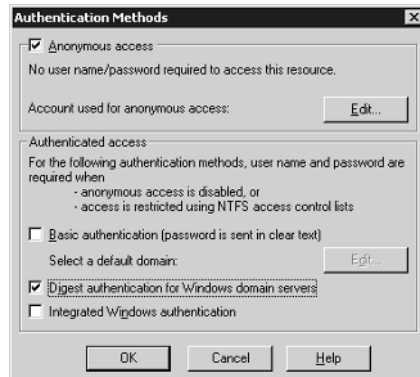 Authentication Methods
Anonymous access
No user name/password required to access this resource.
Account used for anonymous access:
Edit...
Authenticated access
For the following authentication methods, user name and password are
required when
- anonymous access is disabled, or
- access is restricted using NTFS access control lists
Basic authentication (password is sent in clear text)
Select a default domain:
Edit...
Digest authentication for Windows domain servers
Integrated Windows authentication
OK
Cancel
Help